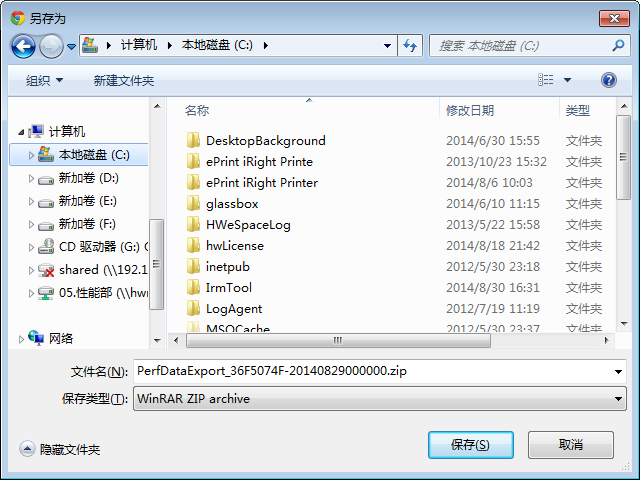 另存为
计算机 本地磁盘 (C:) 搜索 本地磁盘 (C:)
组织 新建文件夹
名称 修改日期 类型
计算机
本地磁盘 (C:)
新加卷 (D:)
新加卷 (E:)
新加卷 (F:)
CD 驱动器 (G:)
shared (\\192.1
05.性能部 (\\hwr
网络
DesktopBackground 2014/6/30 15:55 文件夹
ePrint iRight Printe 2013/10/23 15:32 文件夹
ePrint iRight Printer 2014/8/6 10:03 文件夹
glassbox 2014/6/10 11:15 文件夹
HWeSpaceLog 2013/5/22 15:58 文件夹
hwLicense 2014/8/18 21:42 文件夹
inetpub 2012/5/30 23:18 文件夹
IrmTool 2014/8/30 16:31 文件夹
LogAgent 2012/7/19 11:19 文件夹
MSOCache 2012/5/30 23:37 文件夹
文件名(N): PerfDataExport_36F5074F-20140829000000.zip
保存类型(T): WinRAR ZIP archive
隐藏文件夹 保存(S) 取消